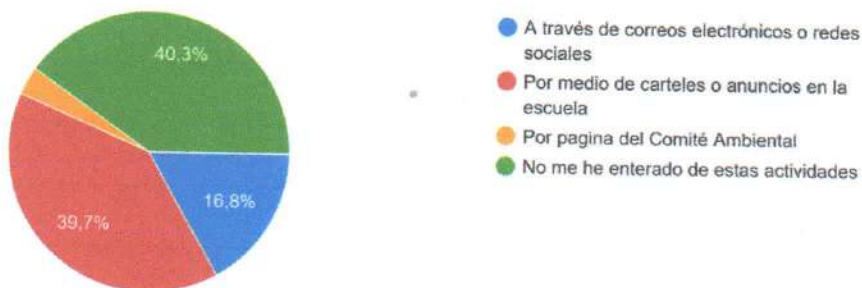 40,3%
16,8%
39,7%
A través de correos electrónicos o redes
sociales
Por medio de carteles o anuncios en la
escuela
Por pagina del Comité Ambiental
No me he enterado de estas actividades